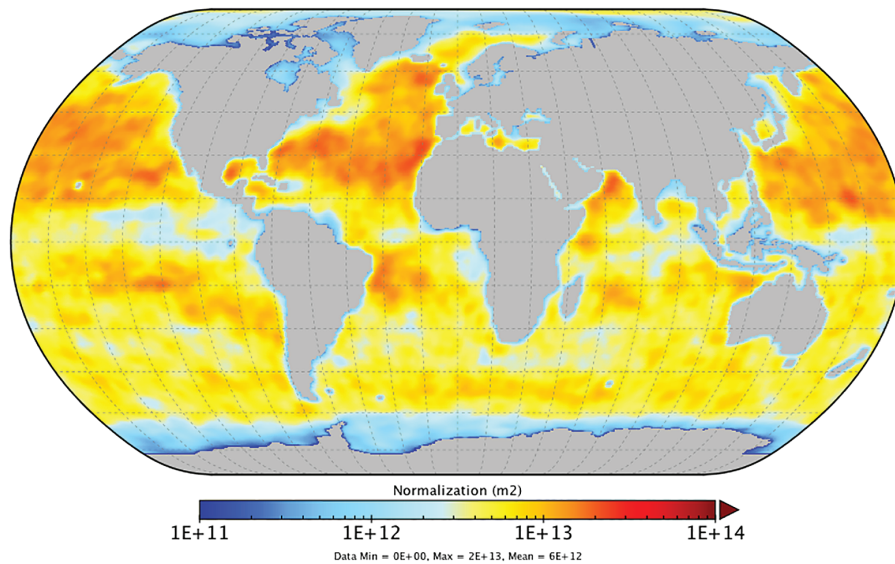 Normalization (m2)
1E+11 1E+12 1E+13 1E+14
Data Min = 0E+00, Max = 2E+13, Mean = 6E+12